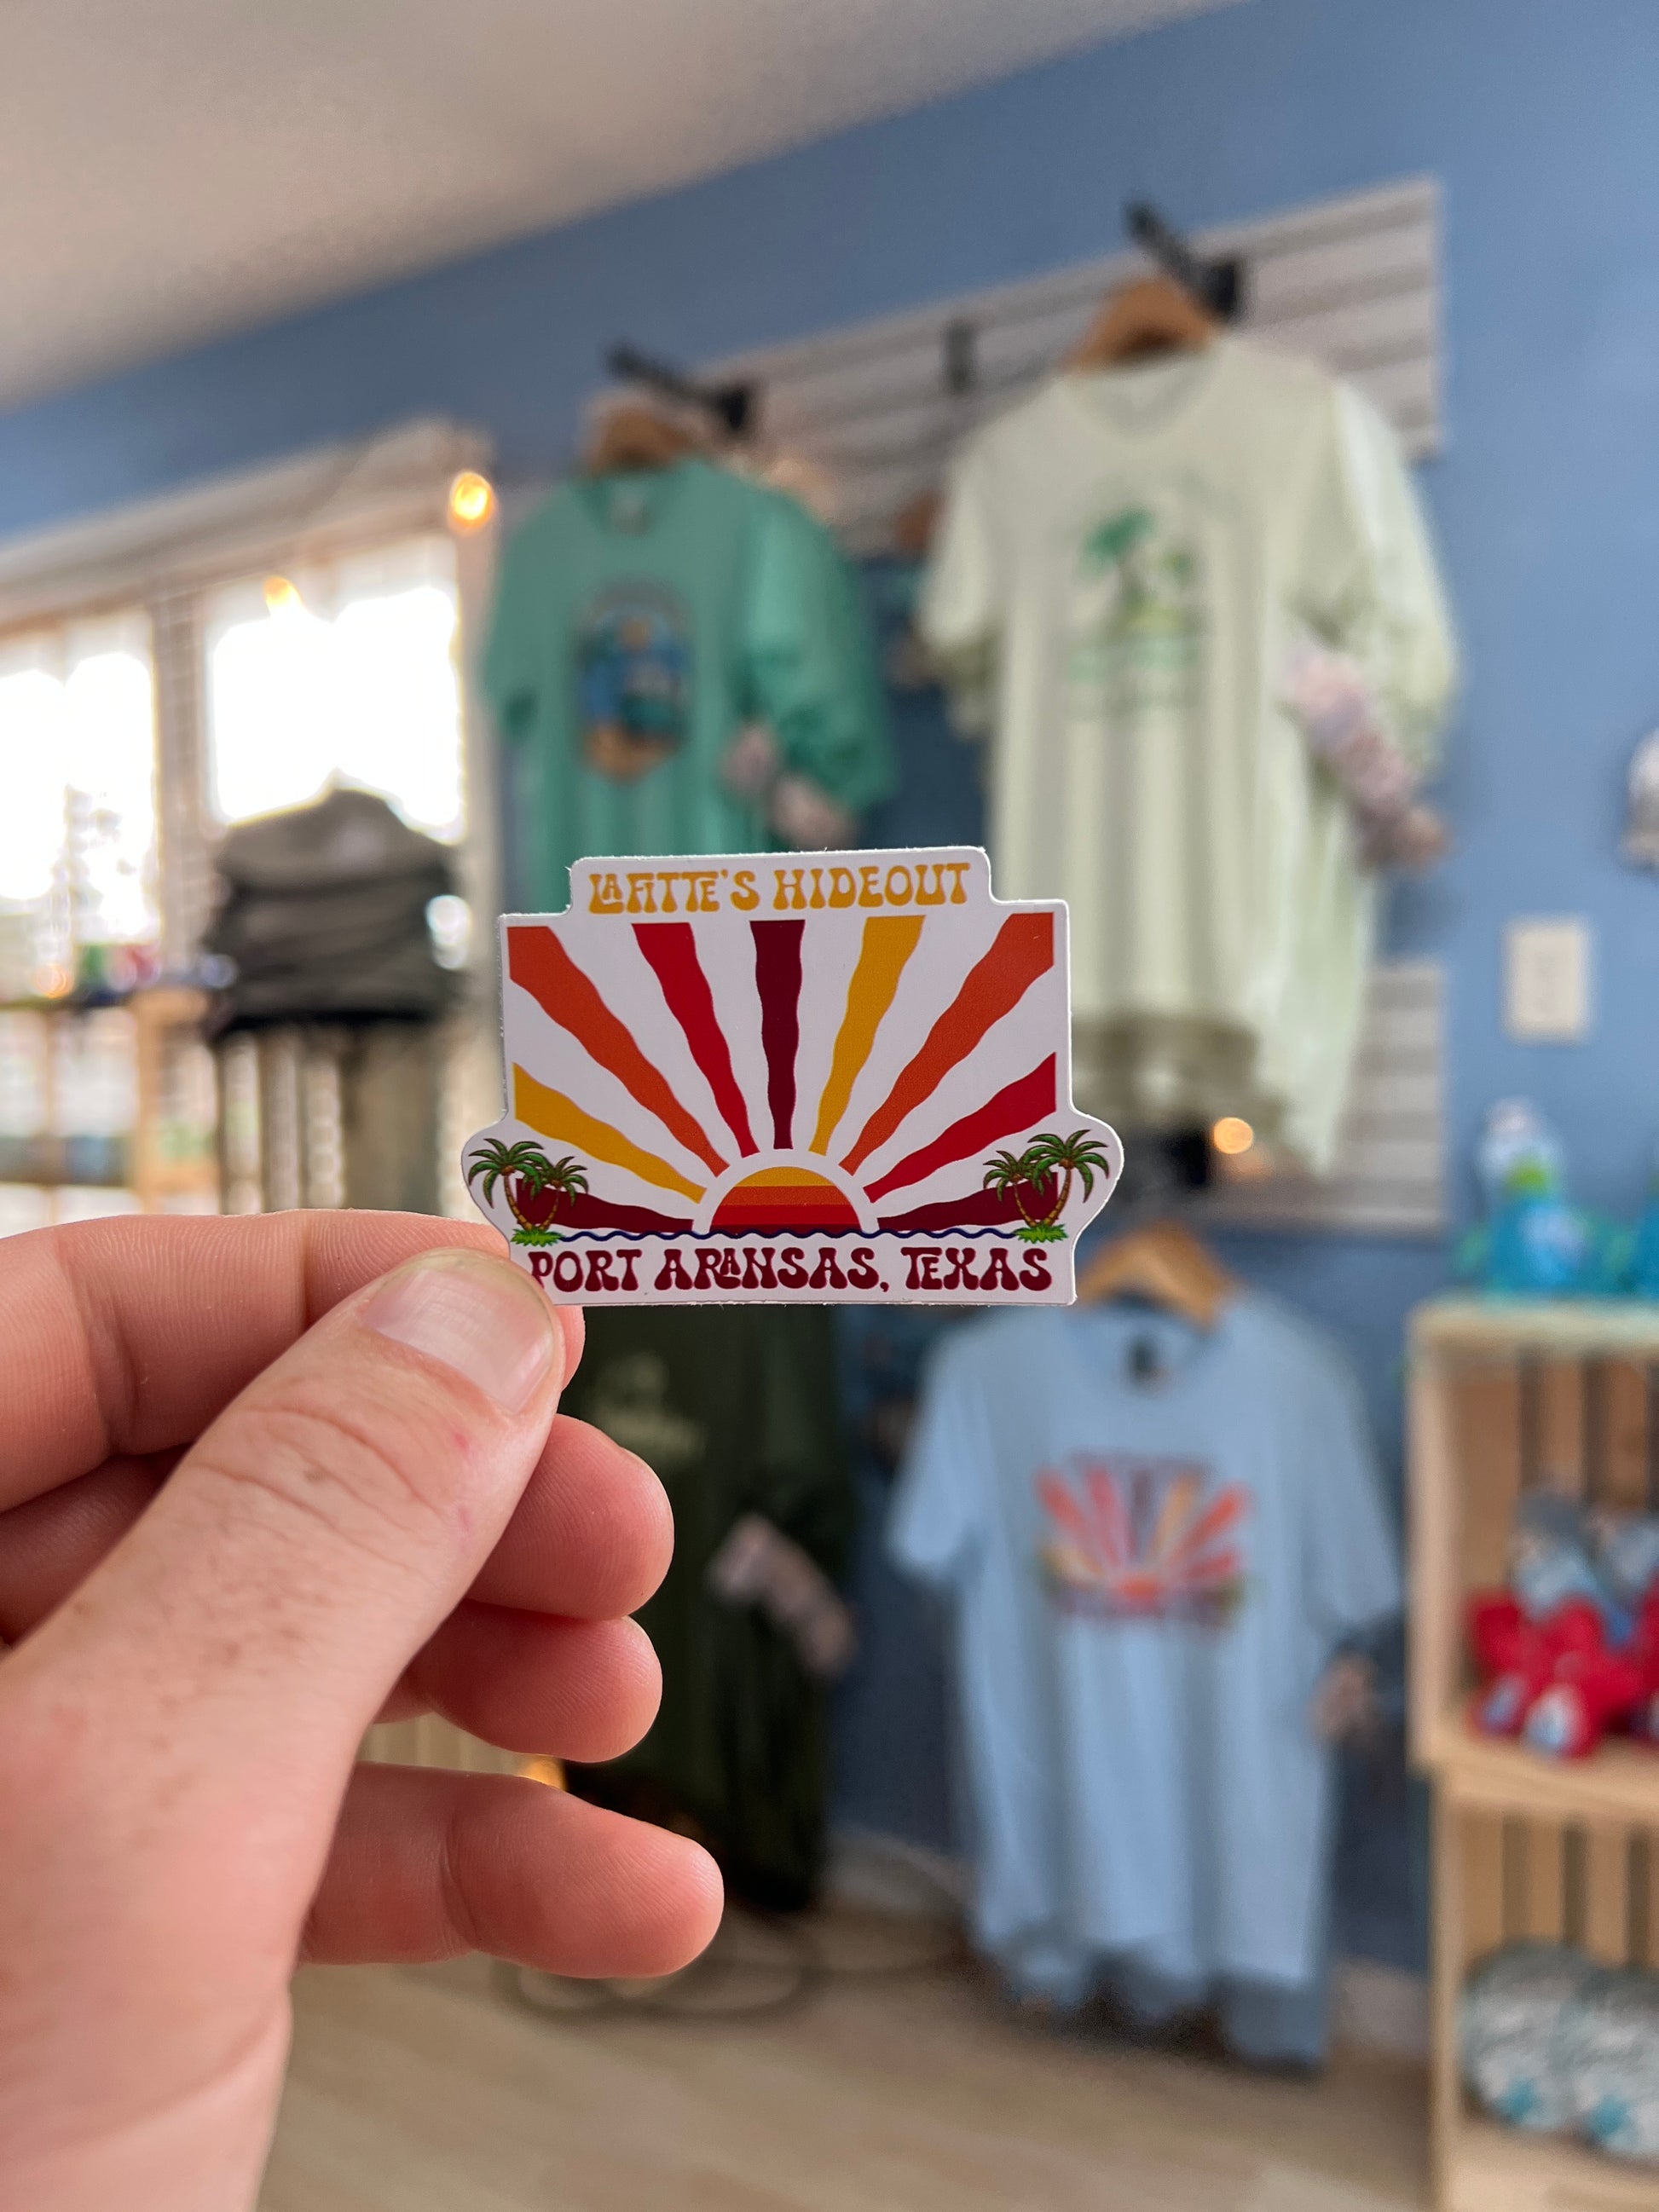 LAFITTE'S HIDEOUT
PORT ARANSAS, TEXAS